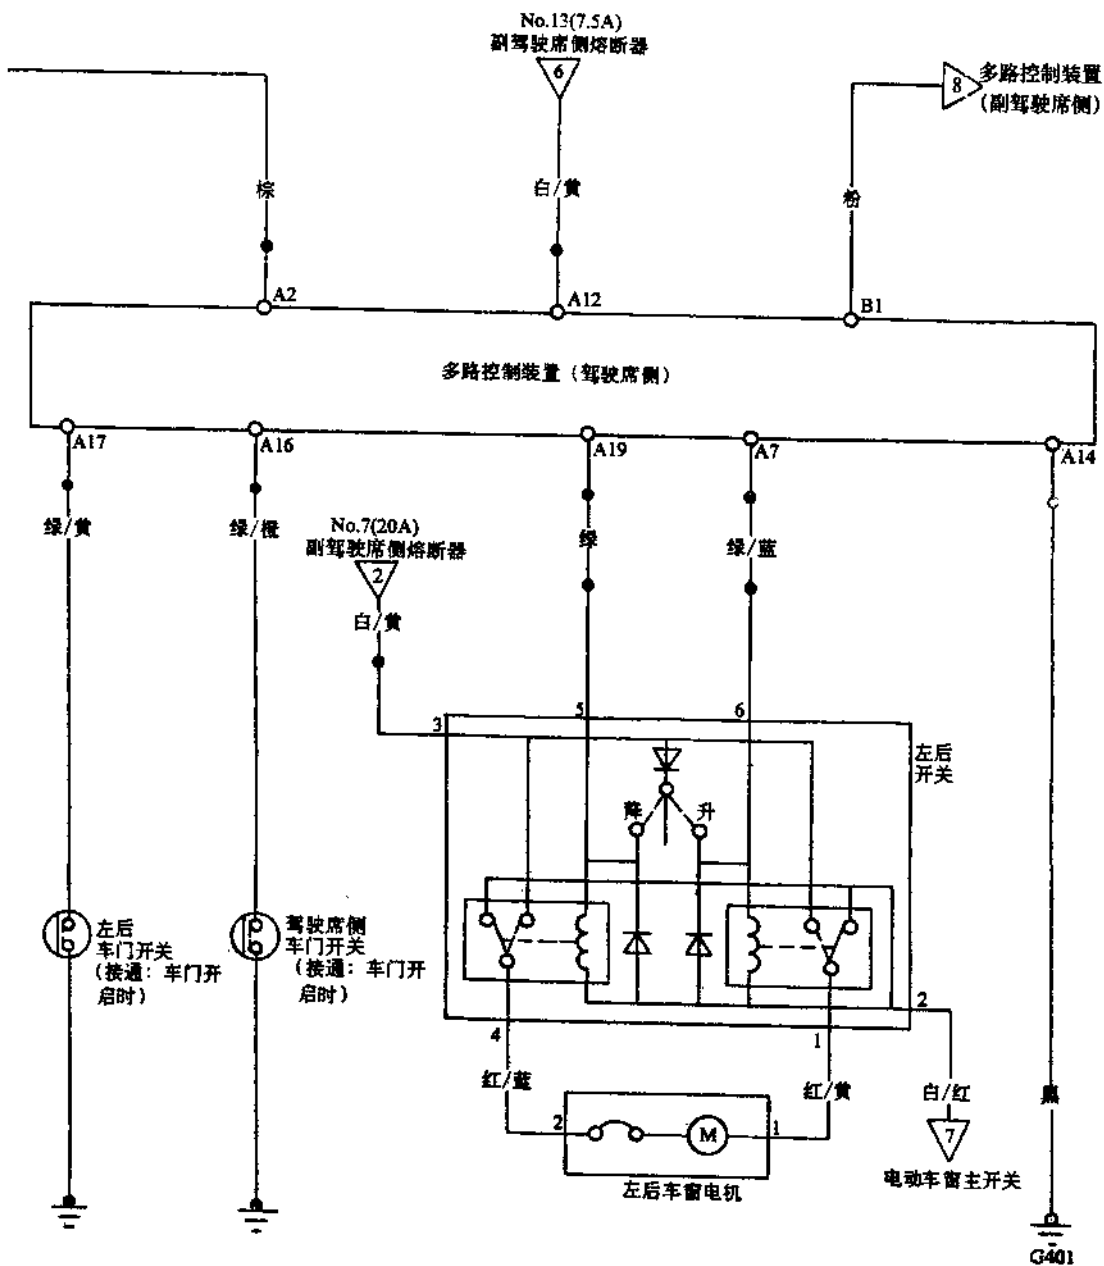 No.13(7.5A)
副驾驶席侧熔断器
6
8
多路控制装置
(副驾驶席侧)
棕
白/黄
粉
A2
A12
B1
多路控制装置(驾驶席侧)
A17
A16
A19
A7
A14
绿/黄
绿/橙
No.7(20A)
副驾驶席侧熔断器
2
白/黄
绿
绿/蓝
3
5
6
左后
开关
降
升
左后
车门开关
(接通:车门开
启时)
驾驶席侧
车门开关
(接通:车门开
启时)
4
1
2
红/蓝
红/黄
白/红
黑
2
M
1
7
左后车窗电机
电动车窗主开关
G401